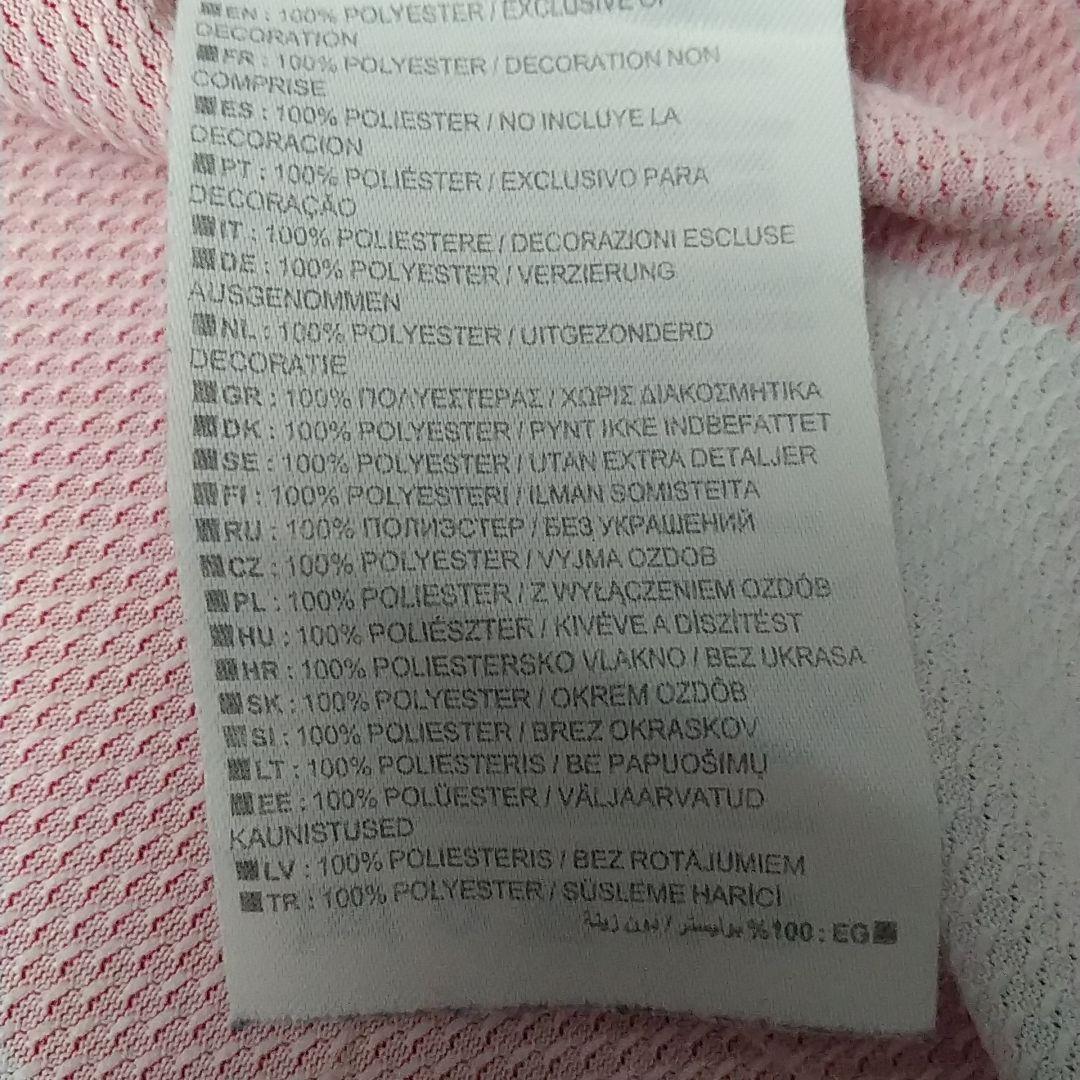 EN : 100% POLYESTER / EXCLUSIVE OF
DECORATION
FR : 100% POLYESTER / DECORATION NON
COMPRISE
ES : 100% POLIESTER / NO INCLUYE LA
DECORACION
PT : 100% POLIÉSTER / EXCLUSIVO PARA
DECORAÇÃO
IT : 100% POLIESTERE / DECORAZIONI ESCLUSE
DE : 100% POLYESTER / VERZIERUNG
AUSGENOMMEN
NL : 100% POLYESTER / UITGEZONDERD
DECORATIE
GR : 100% ΠΟΛΥΕΣΤΕΡΑΣ / ΧΩΡΙΣ ΔΙΑΚΟΣΜΗΤΙΚΑ
DK : 100% POLYESTER / PYNT IKKE INDBEFATTET
SE : 100% POLYESTER / UTAN EXTRA DETALJER
FI : 100% POLYESTERI / ILMAN SOMISTEITA
RU : 100% ПОЛИЭСТЕР / БЕЗ УКРАШЕНИЙ
CZ : 100% POLYESTER / VYJMA OZDOB
PL : 100% POLIESTER / Z WYŁĄCZENIEM OZDÓB
HU : 100% POLIÉSZTER / KIVÉVE A DÍSZÍTÉST
HR : 100% POLIESTERSKO VLAKNO / BEZ UKRASA
SK : 100% POLYESTER / OKREM OZDÔB
SI : 100% POLIESTER / BREZ OKRASKOV
LT : 100% POLIESTERIS / BE PAPUOŠIMŲ
EE : 100% POLÜESTER / VÄLJAARVATUD
KAUNISTUSED
LV : 100% POLIESTERIS / BEZ ROTĀJUMIEM
TR : 100% POLYESTER / SÜSLEME HARİCİ
EG : 100% بوليستر / بدون زينة